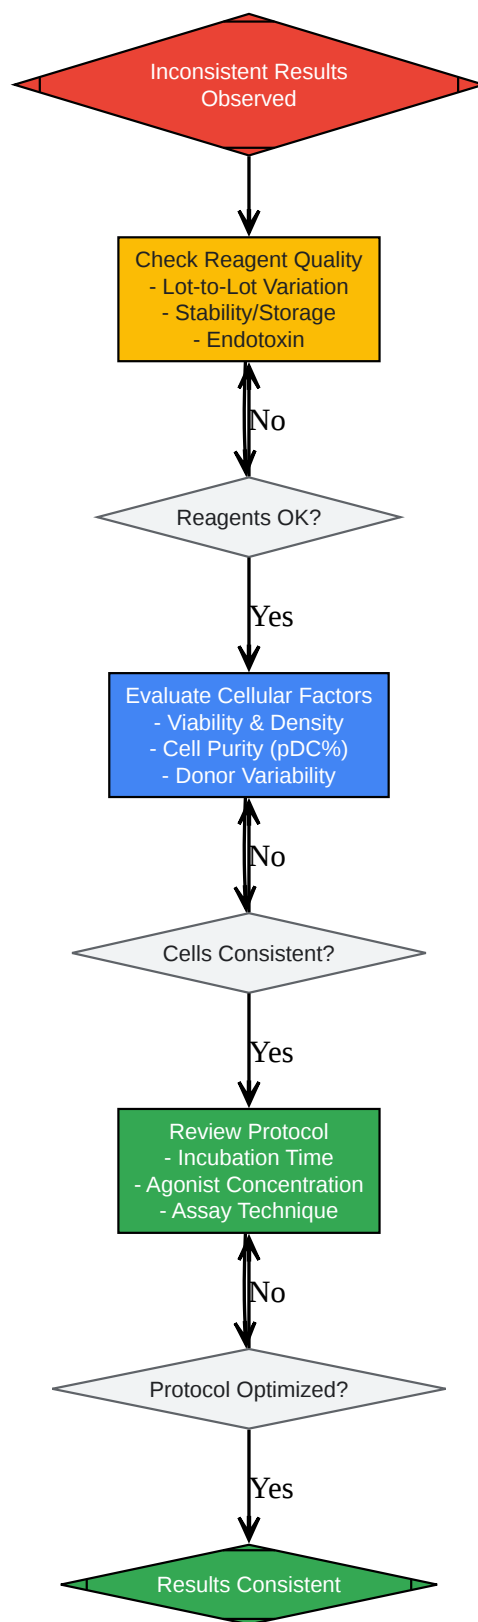 Inconsistent Results
Observed
Check Reagent Quality
- Lot-to-Lot Variation
- Stability/Storage
- Endotoxin
No
Reagents OK?
Yes
Evaluate Cellular Factors
- Viability & Density
- Cell Purity (pDC%)
- Donor Variability
No
Cells Consistent?
Yes
Review Protocol
- Incubation Time
- Agonist Concentration
- Assay Technique
No
Protocol Optimized?
Yes
Results Consistent